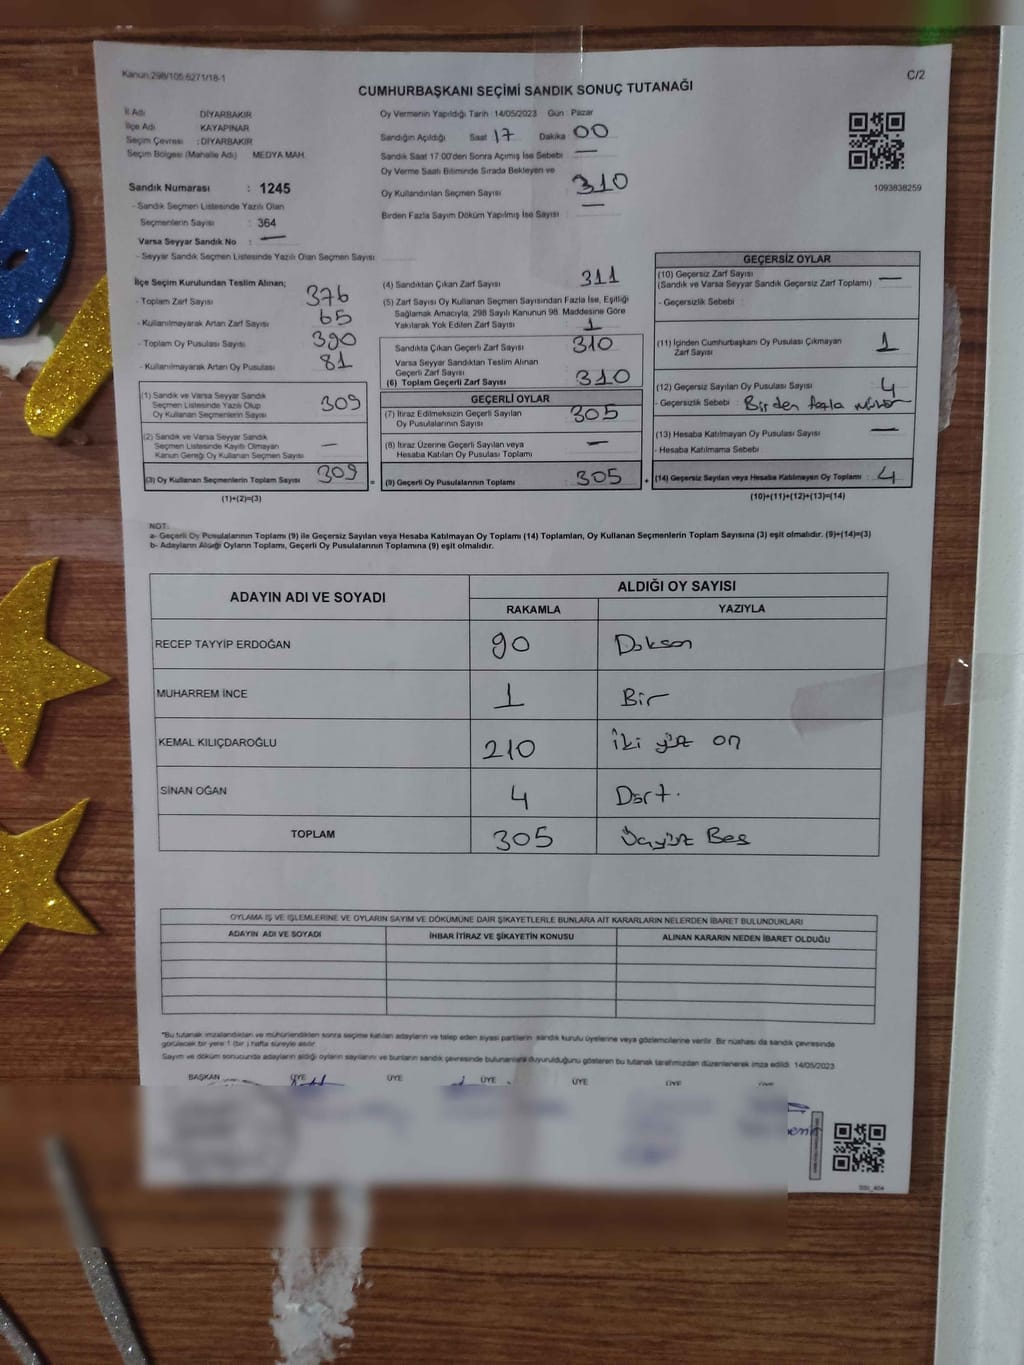 Kanun:298/105:6271/18-1
C/2
CUMHURBAŞKANI SEÇİMİ SANDIK SONUÇ TUTANAĞI
İl Adı DİYARBAKIR
İlçe Adı KAYAPINAR
Seçim Çevresi : DİYARBAKIR
Seçim Bölgesi (Mahalle Adı) MEDYA MAH.
Sandık Numarası : 1245
- Sandık Seçmen Listesinde Yazılı Olan
Seçmenlerin Sayısı : 364
Varsa Seyyar Sandık No : —
- Seyyar Sandık Seçmen Listesinde Yazılı Olan Seçmen Sayısı
Oy Vermenin Yapıldığı Tarih : 14/05/2023 Gün : Pazar
Sandığın Açıldığı Saat 17 Dakika 00
Sandık Saat 17:00'den Sonra Açımış İse Sebebi : —
Oy Verme Saati Bitiminde Sırada Bekleyen ve
Oy Kullandırılan Seçmen Sayısı : 310
Birden Fazla Sayım Döküm Yapılmış İse Sayısı : —
1093838259
İlçe Seçim Kurulundan Teslim Alınan;
- Toplam Zarf Sayısı 376
- Kullanılmayarak Artan Zarf Sayısı 65
- Toplam Oy Pusulası Sayısı 390
- Kullanılmayarak Artan Oy Pusulası 81
(1) Sandık ve Varsa Seyyar Sandık
Seçmen Listesinde Yazılı Olup
Oy Kullanan Seçmenlerin Sayısı 309
(2) Sandık ve Varsa Seyyar Sandık
Seçmen Listesinde Kayıtlı Olmayan
Kanun Gereği Oy Kullanan Seçmen Sayısı —
(3) Oy Kullanan Seçmenlerin Toplam Sayısı 309
(1)+(2)=(3)
(4) Sandıktan Çıkan Zarf Sayısı 311
(5) Zarf Sayısı Oy Kullanan Seçmen Sayısından Fazla İse, Eşitliği
Sağlamak Amacıyla, 298 Sayılı Kanunun 98. Maddesine Göre
Yakılarak Yok Edilen Zarf Sayısı : 1
Sandıkta Çıkan Geçerli Zarf Sayısı 310
Varsa Seyyar Sandıktan Teslim Alınan
Geçerli Zarf Sayısı
(6) Toplam Geçerli Zarf Sayısı 310
GEÇERLİ OYLAR
(7) İtiraz Edilmeksizin Geçerli Sayılan
Oy Pusulalarının Sayısı 305
(8) İtiraz Üzerine Geçerli Sayılan veya
Hesaba Katılan Oy Pusulası Toplamı —
(9) Geçerli Oy Pusulalarının Toplamı : 305
GEÇERSİZ OYLAR
(10) Geçersiz Zarf Sayısı
(Sandık ve Varsa Seyyar Sandık Geçersiz Zarf Toplamı) —
- Geçersizlik Sebebi
(11) İçinden Cumhurbaşkanı Oy Pusulası Çıkmayan
Zarf Sayısı 1
(12) Geçersiz Sayılan Oy Pusulası Sayısı 4
- Geçersizlik Sebebi : Birden fazla
(13) Hesaba Katılmayan Oy Pusulası Sayısı —
- Hesaba Katılmama Sebebi
(14) Geçersiz Sayılan veya Hesaba Katılmayan Oy Toplamı : 4
(10)+(11)+(12)+(13)=(14)
NOT:
a- Geçerli Oy Pusulalarının Toplamı (9) ile Geçersiz Sayılan veya Hesaba Katılmayan Oy Toplamı (14) Toplamları, Oy Kullanan Seçmenlerin Toplam Sayısına (3) eşit olmalıdır. (9)+(14)=(3)
b- Adayların Aldığı Oyların Toplamı, Geçerli Oy Pusulalarının Toplamına (9) eşit olmalıdır.
ADAYIN ADI VE SOYADI ALDIĞI OY SAYISI
RAKAMLA YAZIYLA
RECEP TAYYİP ERDOĞAN 90 Doksan
MUHARREM İNCE 1 Bir
KEMAL KILIÇDAROĞLU 210 İki yüz on
SİNAN OĞAN 4 Dört.
TOPLAM 305 Üçyüz Beş
OYLAMA İŞ VE İŞLEMLERİNE VE OYLARIN SAYIM VE DÖKÜMÜNE DAİR ŞİKAYETLERLE BUNLARA AİT KARARLARIN NELERDEN İBARET BULUNDUKLARI
ADAYIN ADI VE SOYADI İHBAR İTİRAZ VE ŞİKAYETİN KONUSU ALINAN KARARIN NEDEN İBARET OLDUĞU
*Bu tutanak imzalandıktan ve mühürlendikten sonra seçime katılan adayların ve talep eden siyasi partilerin sandık kurulu üyelerine veya gözlemcilerine verilir. Bir nüshası da sandık çevresinde
görülecek bir yere 1 (bir ) hafta süreyle asılır.
Sayım ve döküm sonucunda adayların aldığı oyların sayılarını ve bunların sandık çevresinde bulunanlara duyurulduğunu gösteren bu tutanak tarafımızdan düzenlenerek imza edildi. 14/05/2023
BAŞKAN ÜYE ÜYE ÜYE ÜYE ÜYE ÜYE